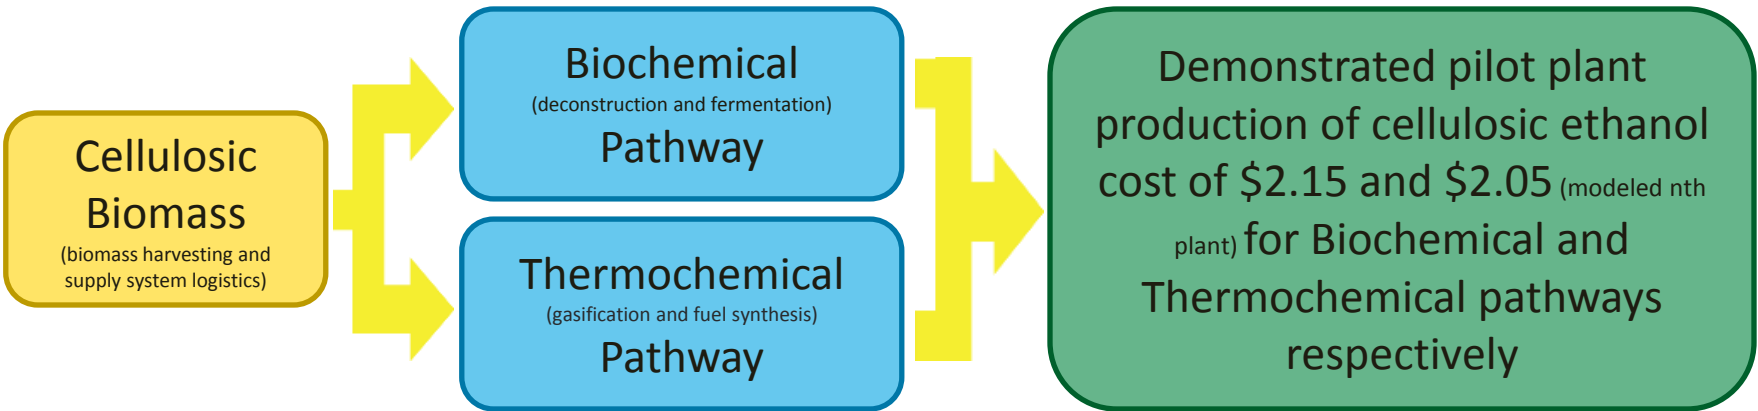 Cellulosic
Biomass
(biomass harvesting and
supply system logistics)
Biochemical
(deconstruction and fermentation)
Pathway
Thermochemical
(gasification and fuel synthesis)
Pathway
Demonstrated pilot plant
production of cellulosic ethanol
cost of $2.15 and $2.05 (modeled nth
plant) for Biochemical and
Thermochemical pathways
respectively